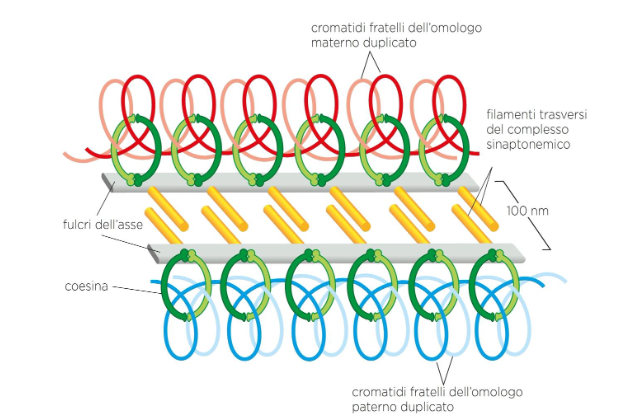 cromatidi fratelli dell'omologo
materno duplicato
filamenti trasversi
del complesso
sinaptonemico
100 nm
fulcri dell'asse
coesina
cromatidi fratelli dell'omologo
paterno duplicato